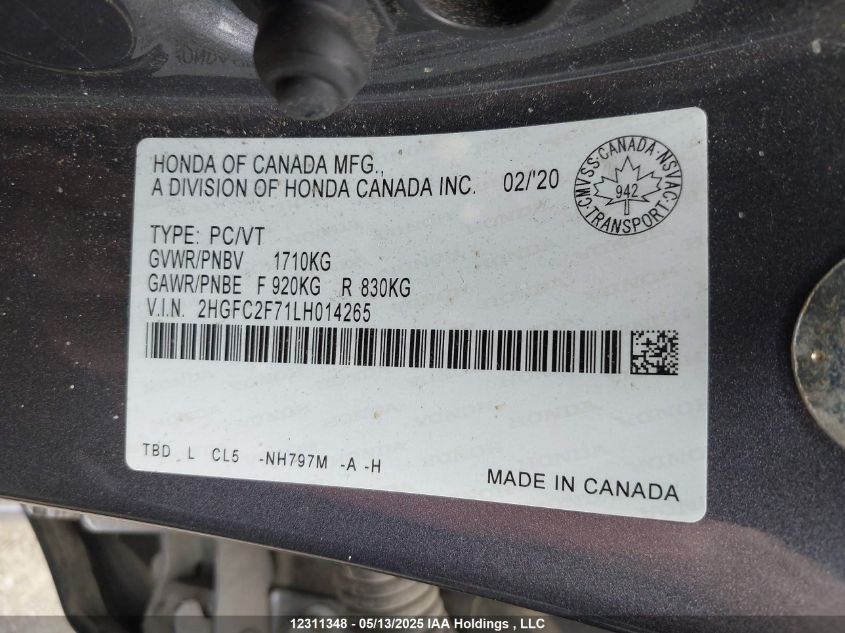 HONDA OF CANADA MFG.,
A DIVISION OF HONDA CANADA INC. 02/'20
CMVSS·CANADA·NSVAC·TRANSPORT·
942
TYPE: PC/VT
GVWR/PNBV 1710KG
GAWR/PNBE F 920KG R 830KG
V.I.N. 2HGFC2F71LH014265
TBD L CL5 -NH797M -A -H
MADE IN CANADA
12311348 - 05/13/2025 IAA Holdings , LLC